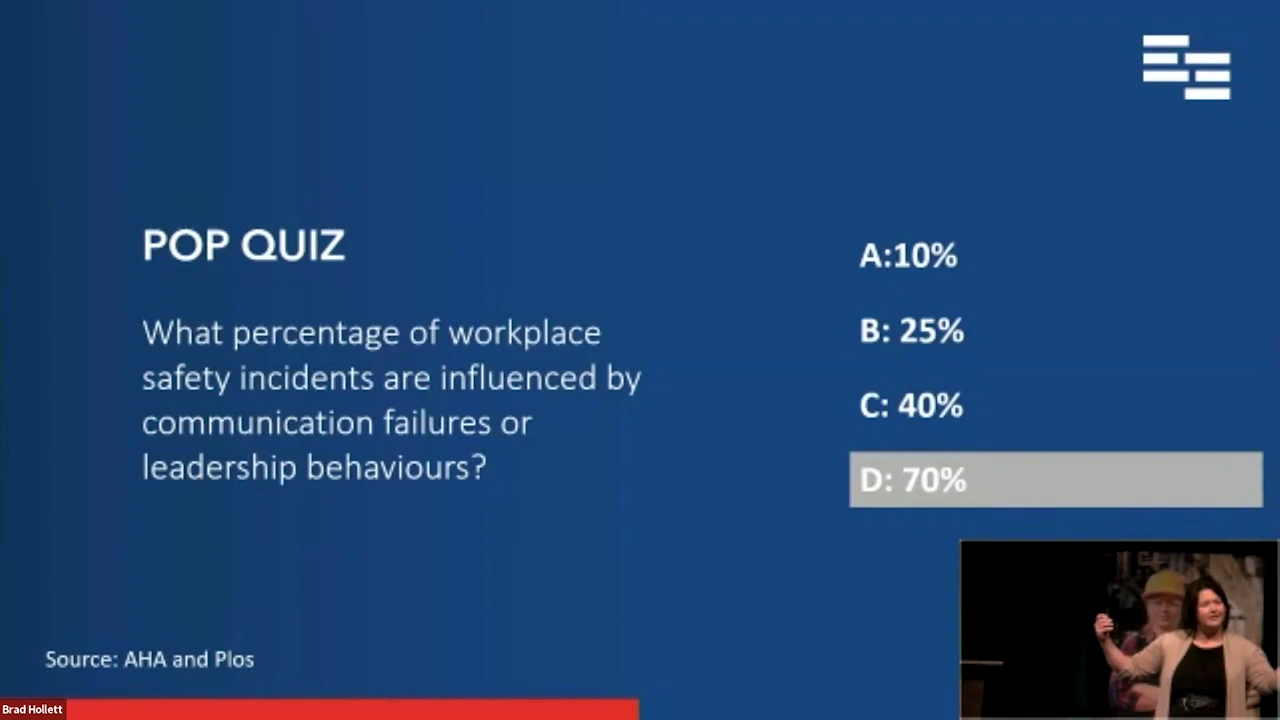 POP QUIZ
What percentage of workplace
safety incidents are influenced by
communication failures or
leadership behaviours?
A:10%
B: 25%
C: 40%
D: 70%
Source: AHA and Plos
Brad Hollett